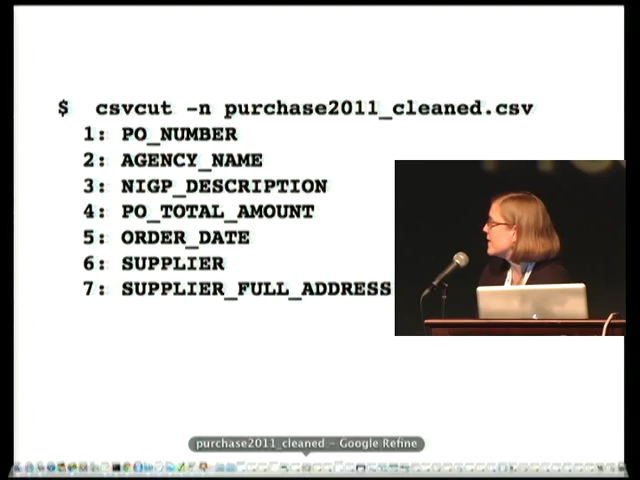 $ csvcut -n purchase2011_cleaned.csv
1: PO_NUMBER
2: AGENCY_NAME
3: NIGP_DESCRIPTION
4: PO_TOTAL_AMOUNT
5: ORDER_DATE
6: SUPPLIER
7: SUPPLIER_FULL_ADDRESS
purchase2011_cleaned - Google Refine